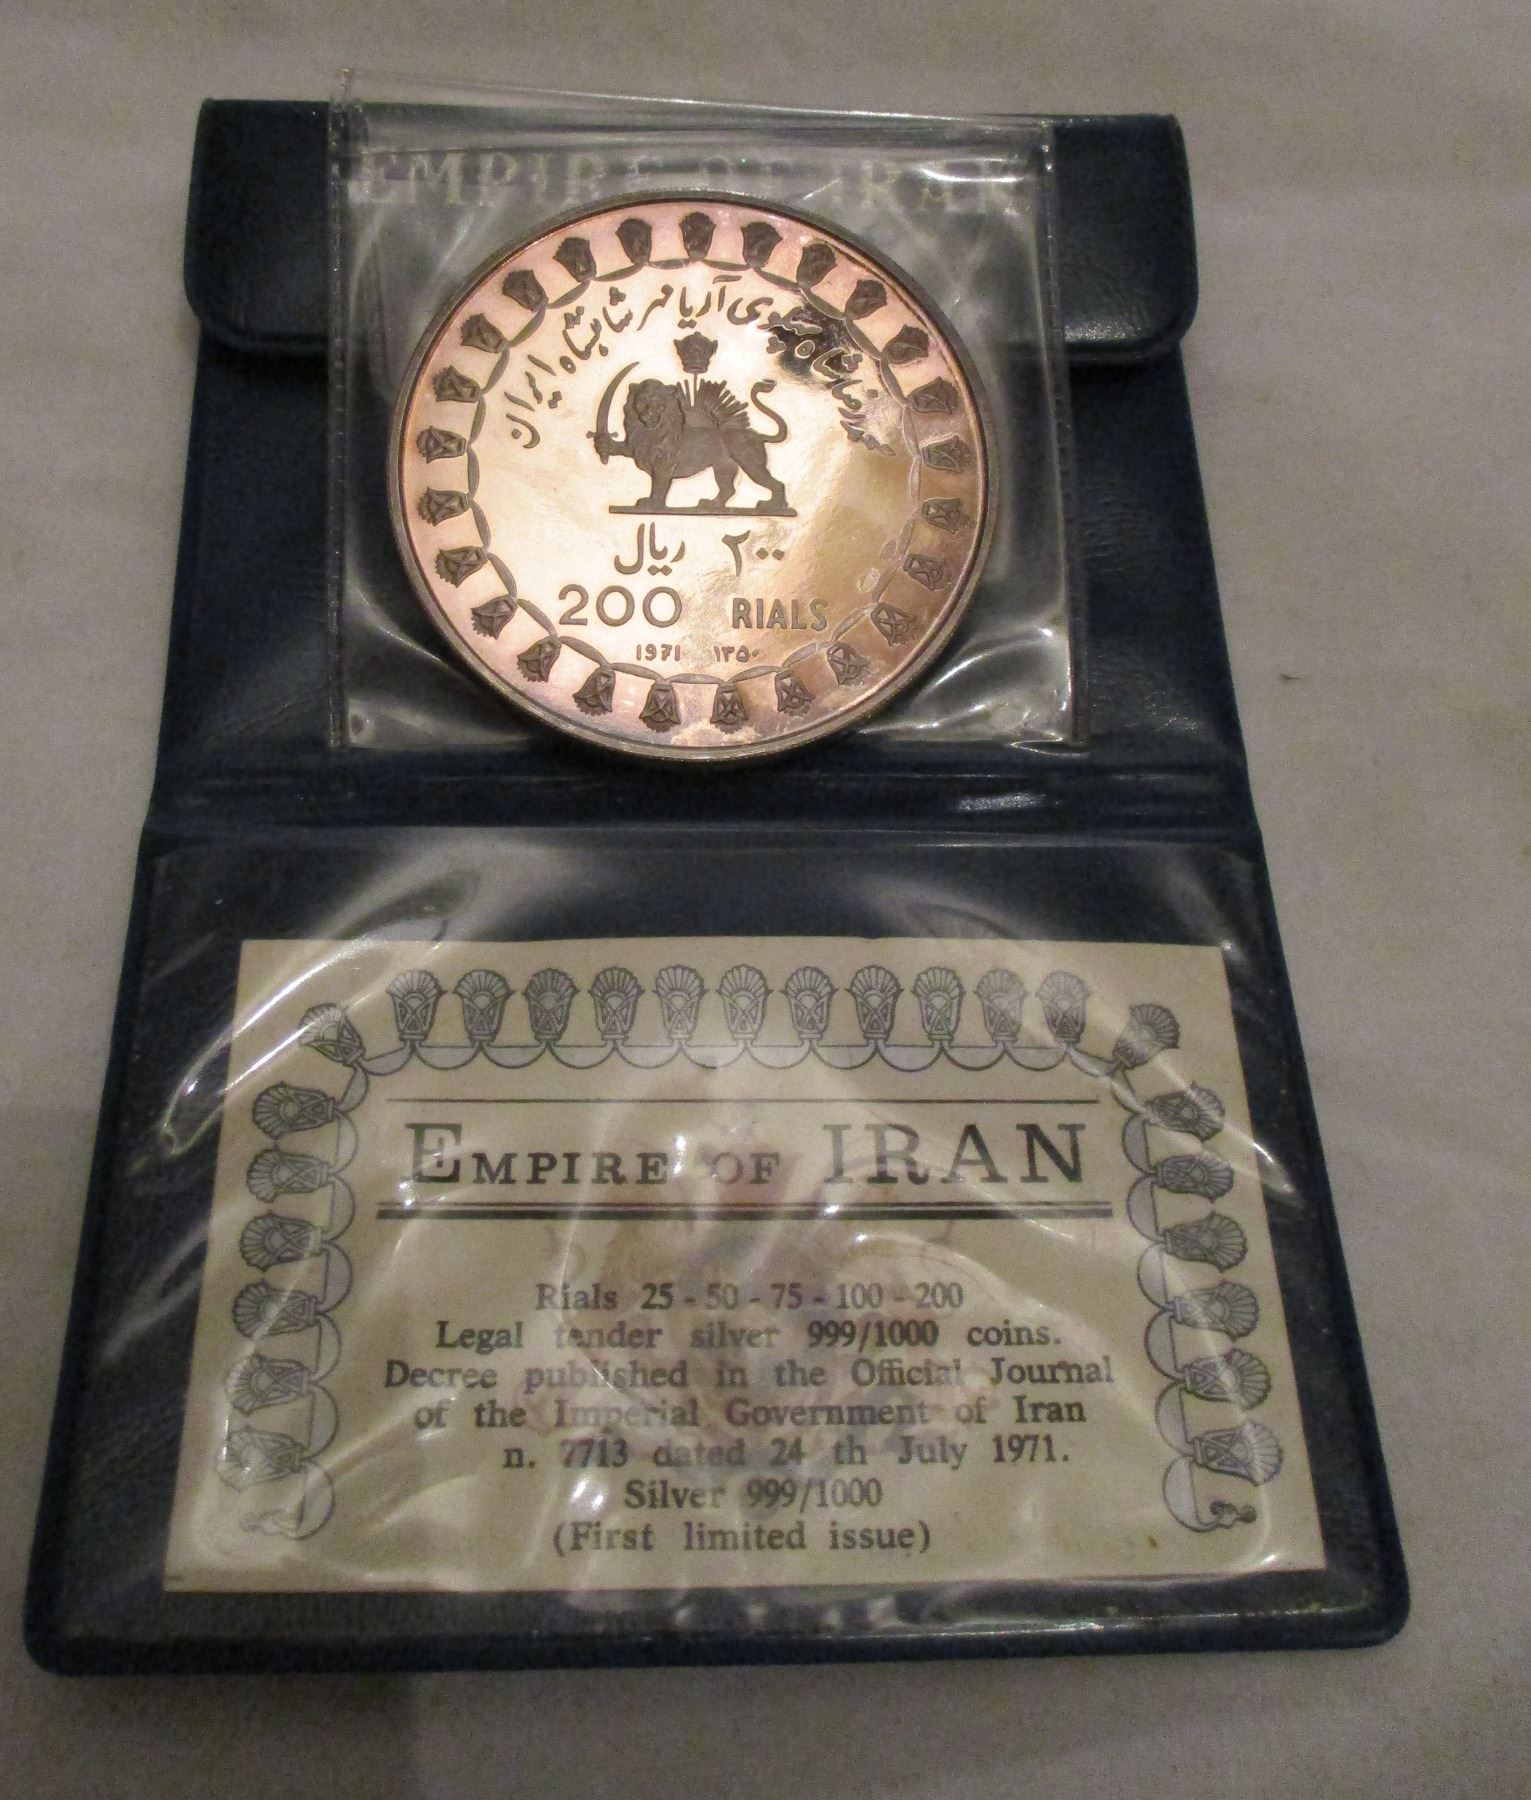 EMPIRE OF IRAN
محمدرضا شاه پهلوی آریامهر شاهنشاه ایران
۲۰۰ ریال
200 RIALS
1971 ۱۳۵۰
EMPIRE OF IRAN
Rials 25 - 50 - 75 - 100 - 200
Legal tender silver 999/1000 coins.
Decree published in the Official Journal
of the Imperial Government of Iran
n. 7713 dated 24 th July 1971.
Silver 999/1000
(First limited issue)